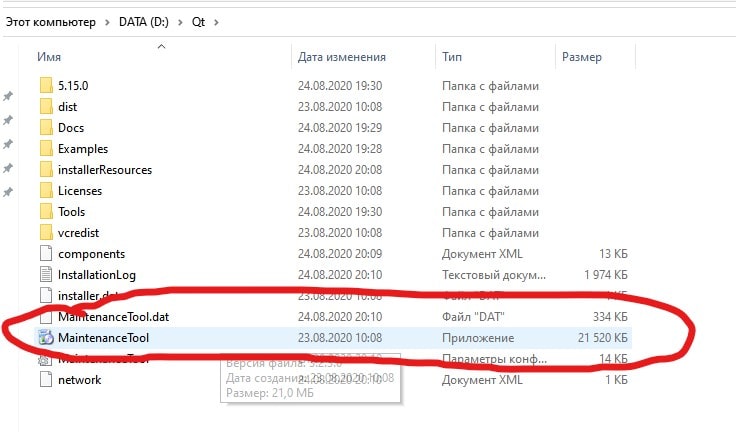 Этот компьютер > DATA (D:) > Qt >
Имя Дата изменения Тип Размер
5.15.0 24.08.2020 19:30 Папка с файлами
dist 23.08.2020 10:08 Папка с файлами
Docs 24.08.2020 19:29 Папка с файлами
Examples 24.08.2020 19:30 Папка с файлами
installerResources 24.08.2020 20:08 Папка с файлами
Licenses 23.08.2020 10:08 Папка с файлами
Tools 24.08.2020 19:30 Папка с файлами
vcredist 23.08.2020 10:08 Папка с файлами
components 24.08.2020 20:09 Документ XML 13 КБ
InstallationLog 24.08.2020 20:10 Текстовый докум... 1 974 КБ
installer.dat 23.08.2020 10:08 Файл "DAT" 1 КБ
MaintenanceTool.dat 24.08.2020 20:10 Файл "DAT" 334 КБ
MaintenanceTool 23.08.2020 10:08 Приложение 21 520 КБ
MaintenanceTool Параметры конф... 14 КБ
network 24.08.2020 20:10 Документ XML 1 КБ
Версия файла:
Дата создания: 23.08.2020 10:08
Размер: 21,0 МБ